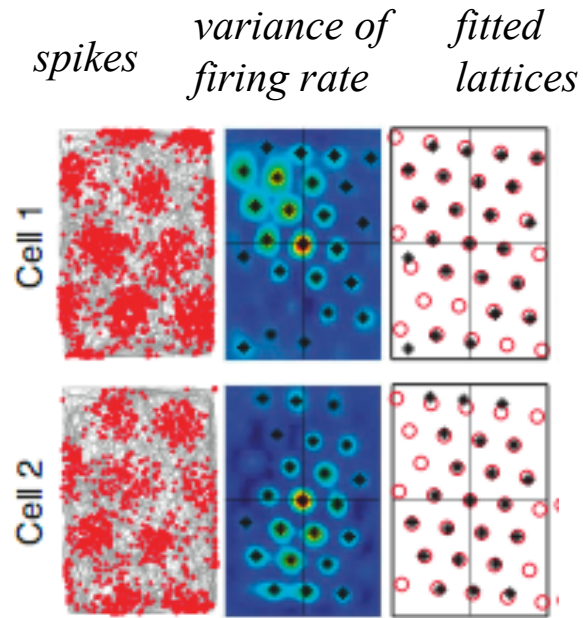 spikes
variance of
firing rate
fitted
lattices
Cell 1
Cell 2